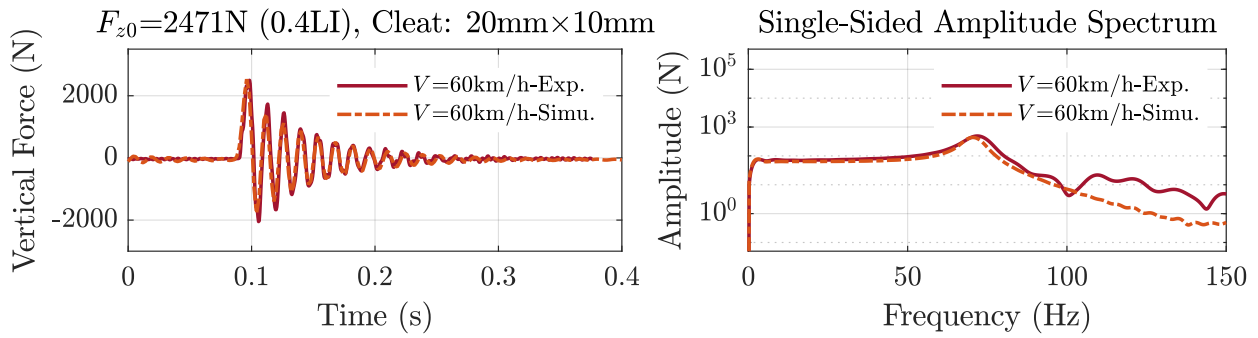 F_{z0}=2471N (0.4LI), Cleat: 20mm×10mm
Vertical Force (N)
2000
0
-2000
V=60km/h-Exp.
V=60km/h-Simu.
0
0.1
0.2
0.3
0.4
Time (s)
Single-Sided Amplitude Spectrum
Amplitude (N)
10^5
10^3
10^0
V=60km/h-Exp.
V=60km/h-Simu.
0
50
100
150
Frequency (Hz)